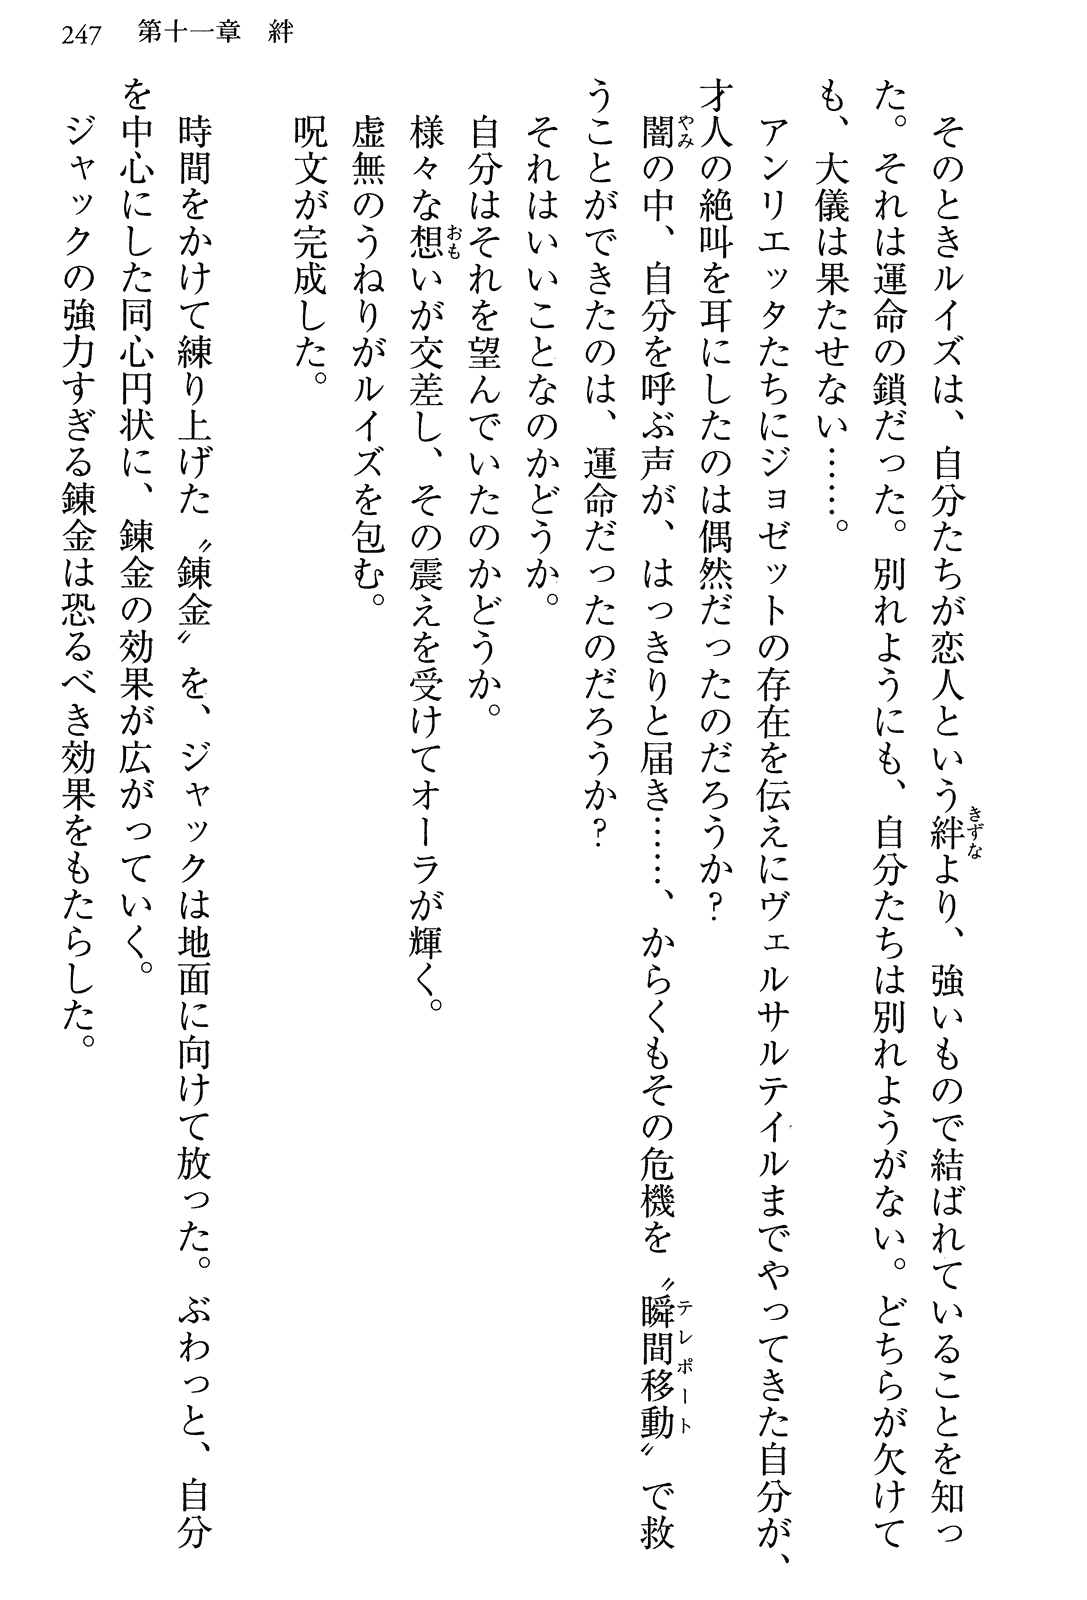 247　第十一章　絆
　そのときルイズは、自分たちが恋人という絆より、強いもので結ばれていることを知っ
た。それは運命の鎖だった。別れようにも、自分たちは別れようがない。どちらが欠けて
も、大儀は果たせない……。
　アンリエッタたちにジョゼットの存在を伝えにヴェルサルテイルまでやってきた自分が、
才人の絶叫を耳にしたのは偶然だったのだろうか？
　闇の中、自分を呼ぶ声が、はっきりと届き……、からくもその危機を〝瞬間移動〟で救
うことができたのは、運命だったのだろうか？
　それはいいことなのかどうか。
　自分はそれを望んでいたのかどうか。
　様々な想いが交差し、その震えを受けてオーラが輝く。
　虚無のうねりがルイズを包む。
　呪文が完成した。
　時間をかけて練り上げた〝錬金〟を、ジャックは地面に向けて放った。ぶわっと、自分
を中心にした同心円状に、錬金の効果が広がっていく。
　ジャックの強力すぎる錬金は恐るべき効果をもたらした。
きずな
やみ
テレポート
おも